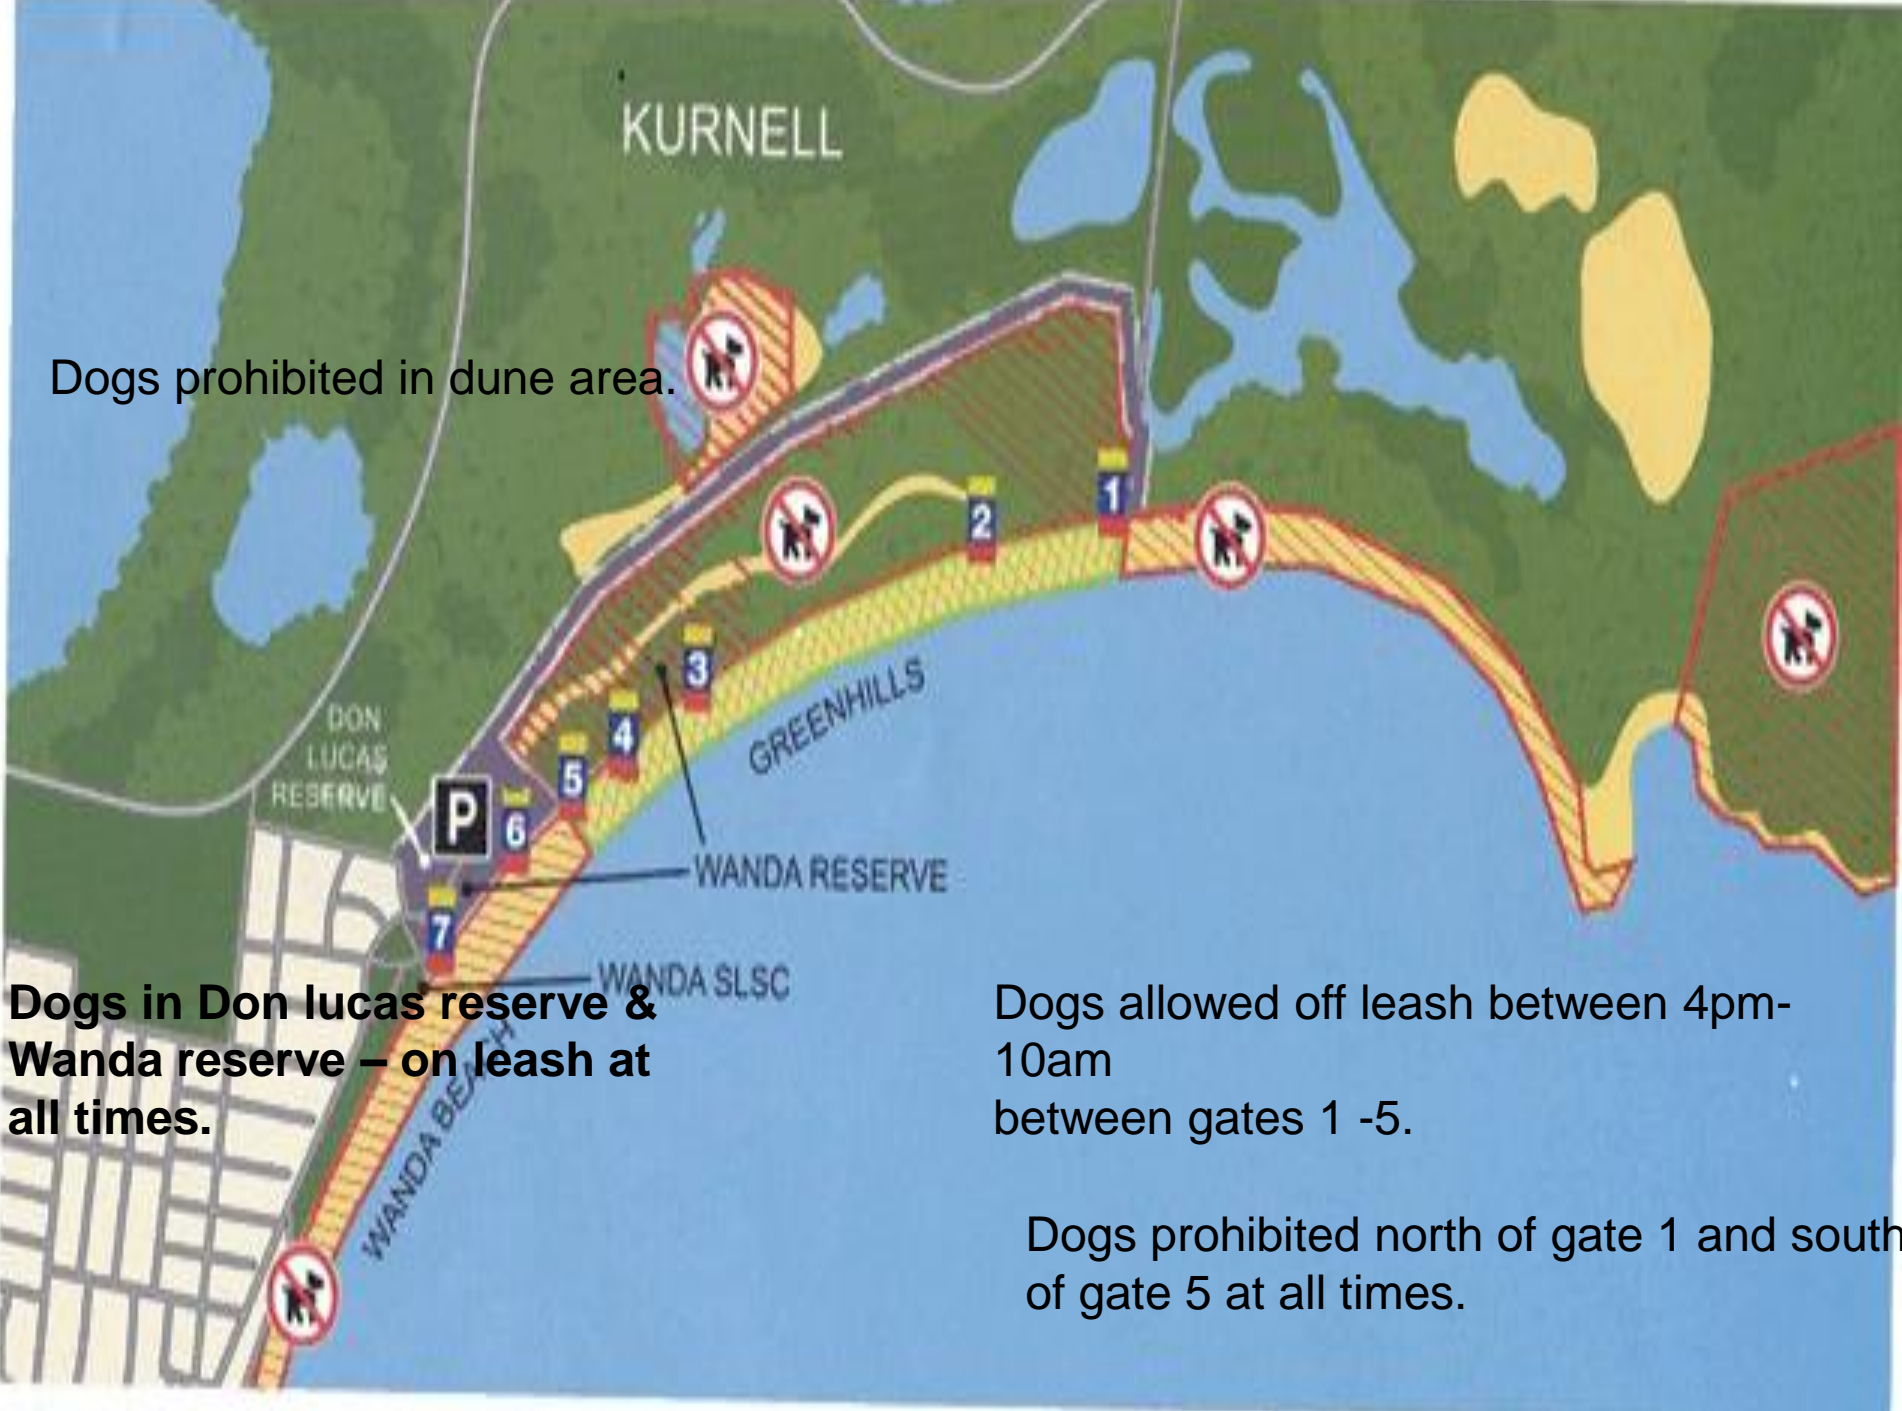 KURNELL
Dogs prohibited in dune area.
1
2
3
4
5
6
7
GREENHILLS
DON
LUCAS
RESERVE
P
WANDA RESERVE
WANDA SLSC
WANDA BEACH
Dogs in Don lucas reserve &
Wanda reserve – on leash at
all times.
Dogs allowed off leash between 4pm-
10am
between gates 1 -5.
Dogs prohibited north of gate 1 and south
of gate 5 at all times.